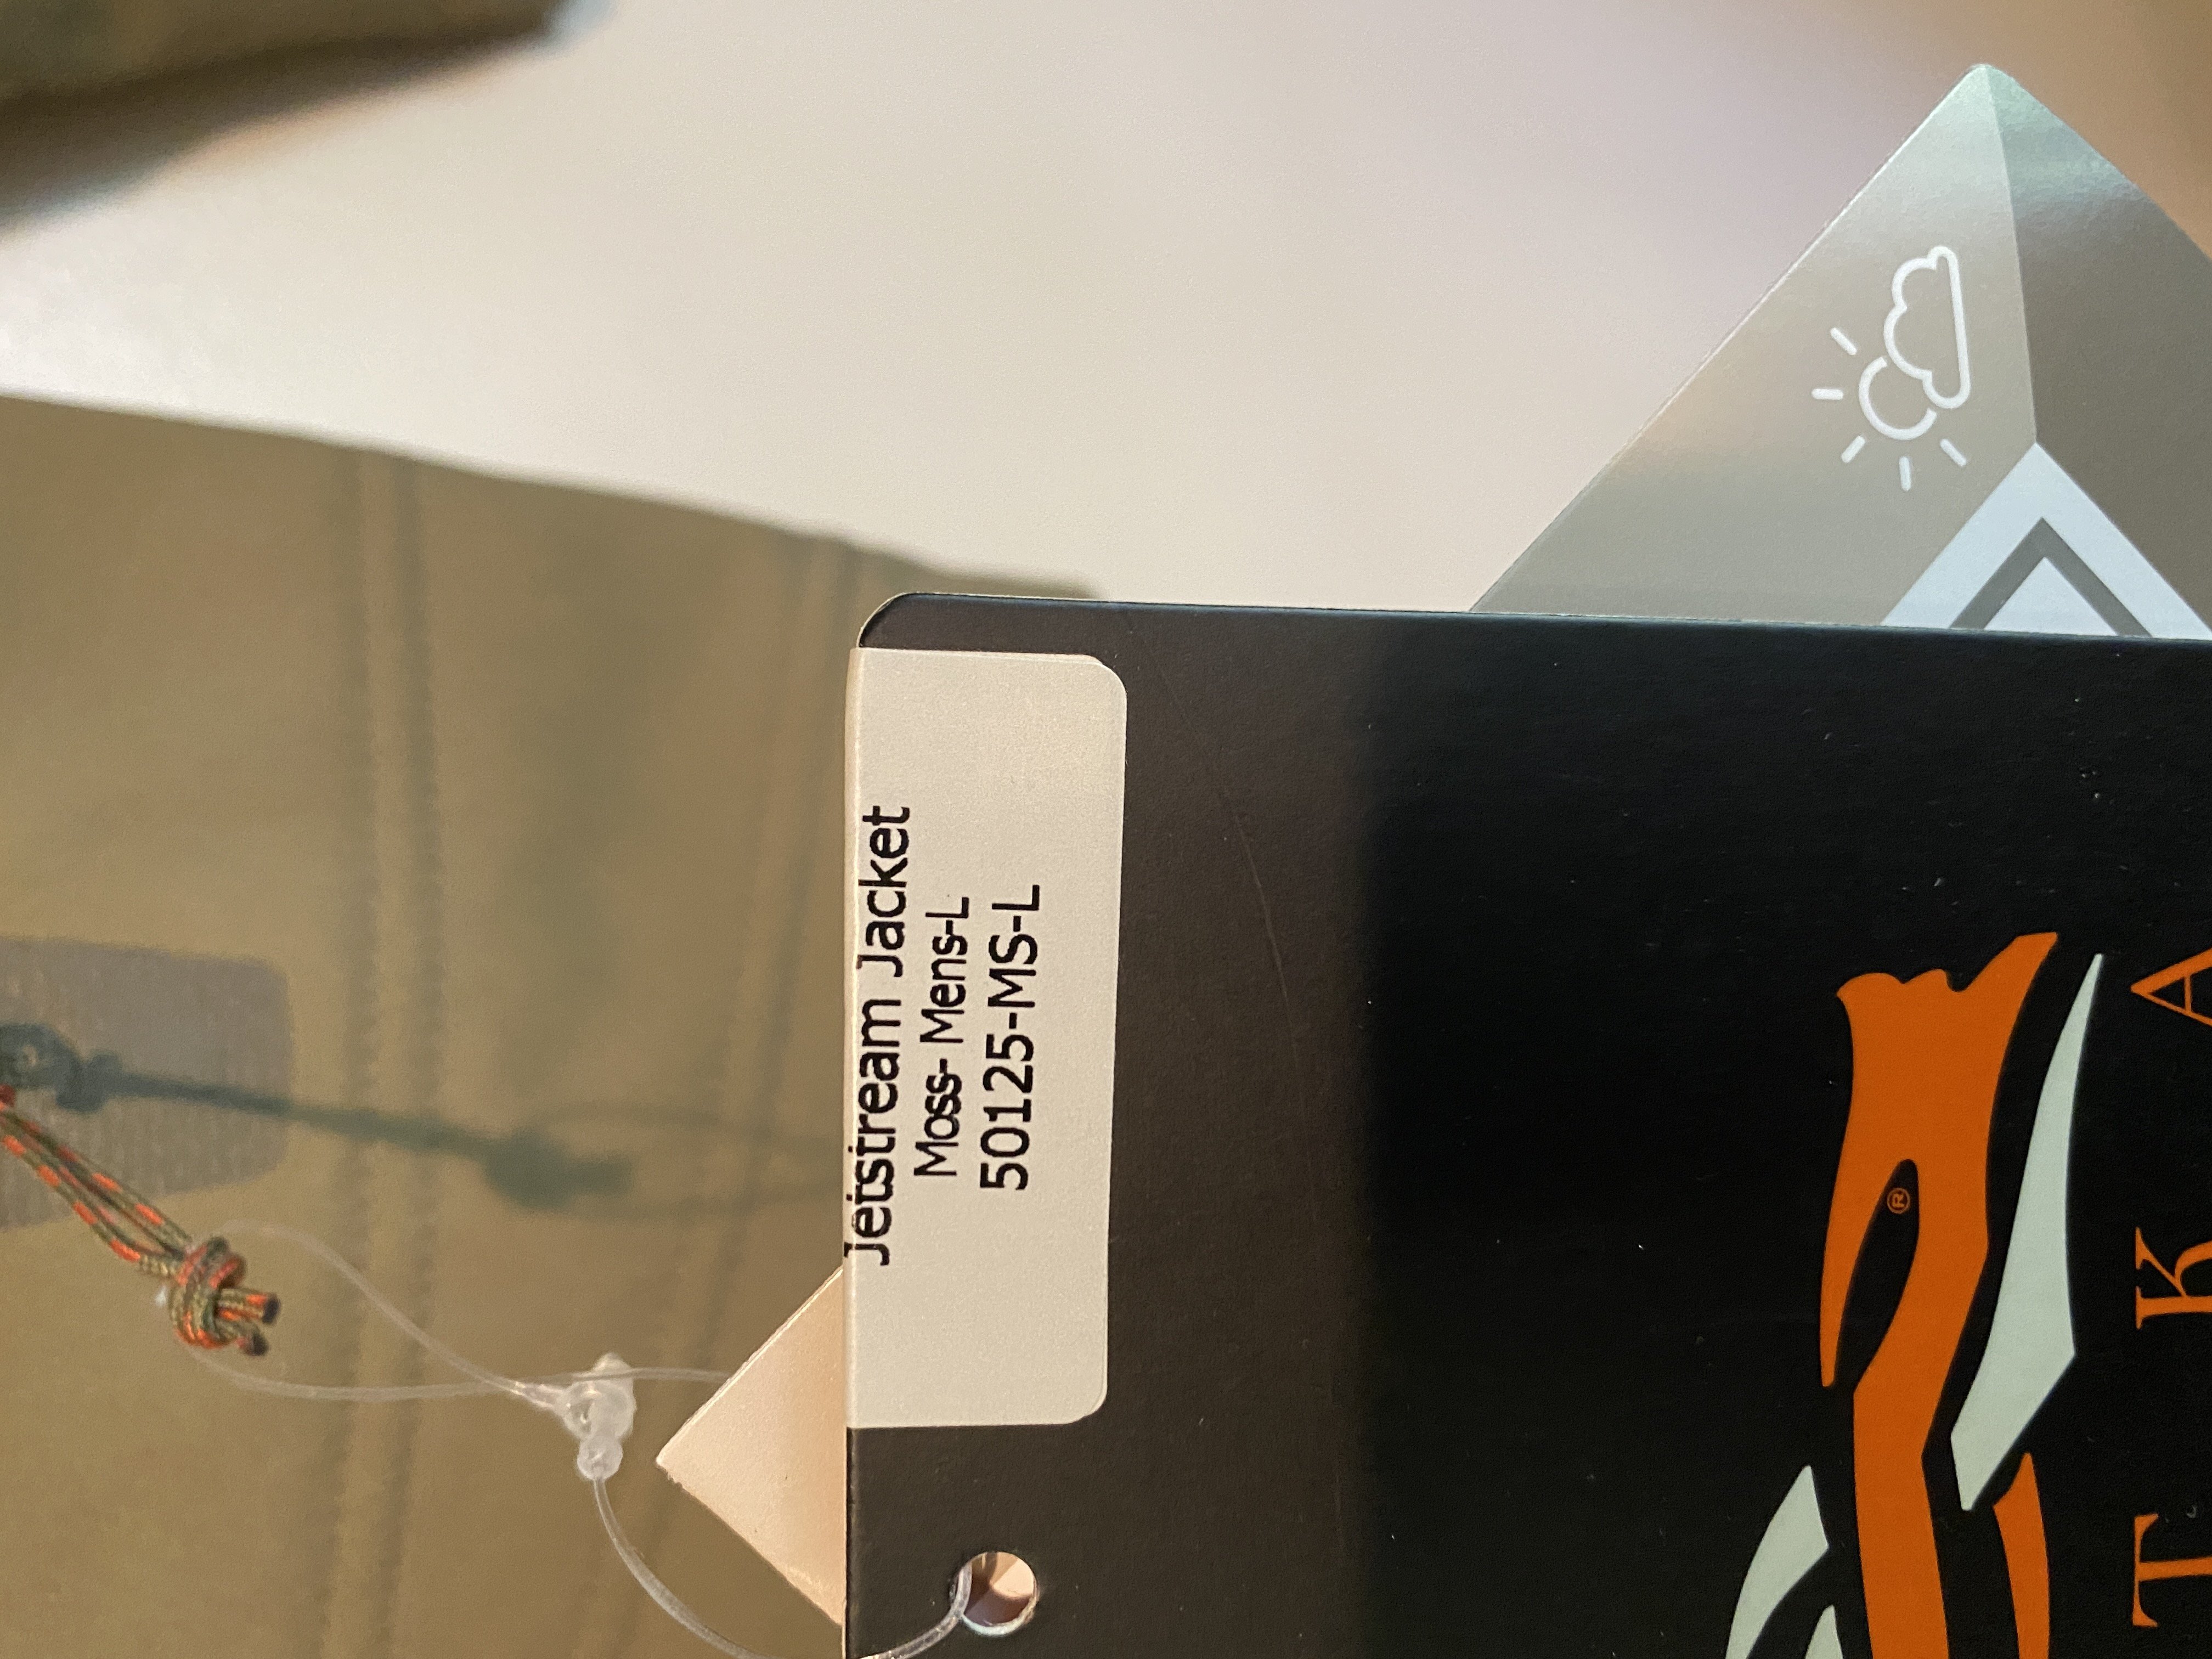 Jetstream Jacket
Moss- Mens-L
50125-MS-L
®